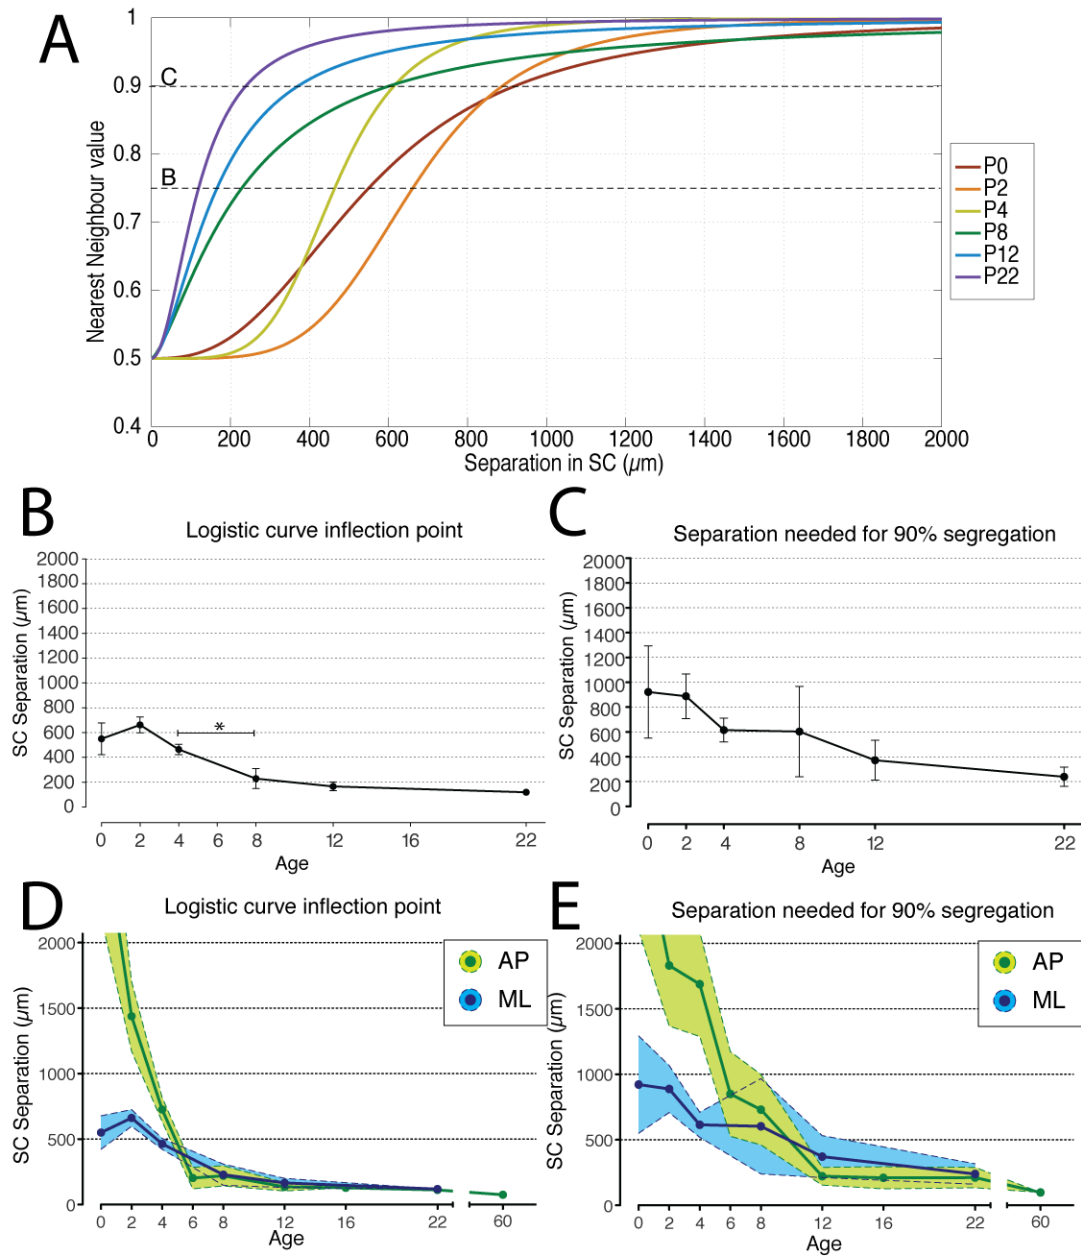 A
Nearest Neighbour value
1
0.9
0.8
0.7
0.6
0.5
0.4
C
B
0 200 400 600 800 1000 1200 1400 1600 1800 2000
Separation in SC (µm)
P0
P2
P4
P8
P12
P22
B
Logistic curve inflection point
SC Separation (µm)
2000
1800
1600
1400
1200
1000
800
600
400
200
0
*
0 2 4 6 8 12 16 22
Age
C
Separation needed for 90% segregation
SC Separation (µm)
2000
1800
1600
1400
1200
1000
800
600
400
200
0
0 2 4 8 12 22
Age
D
Logistic curve inflection point
SC Separation (µm)
2000
1500
1000
500
0
AP
ML
0 2 4 6 8 12 16 22 60
Age
E
Separation needed for 90% segregation
SC Separation (µm)
2000
1500
1000
500
0
AP
ML
0 2 4 6 8 12 16 22 60
Age